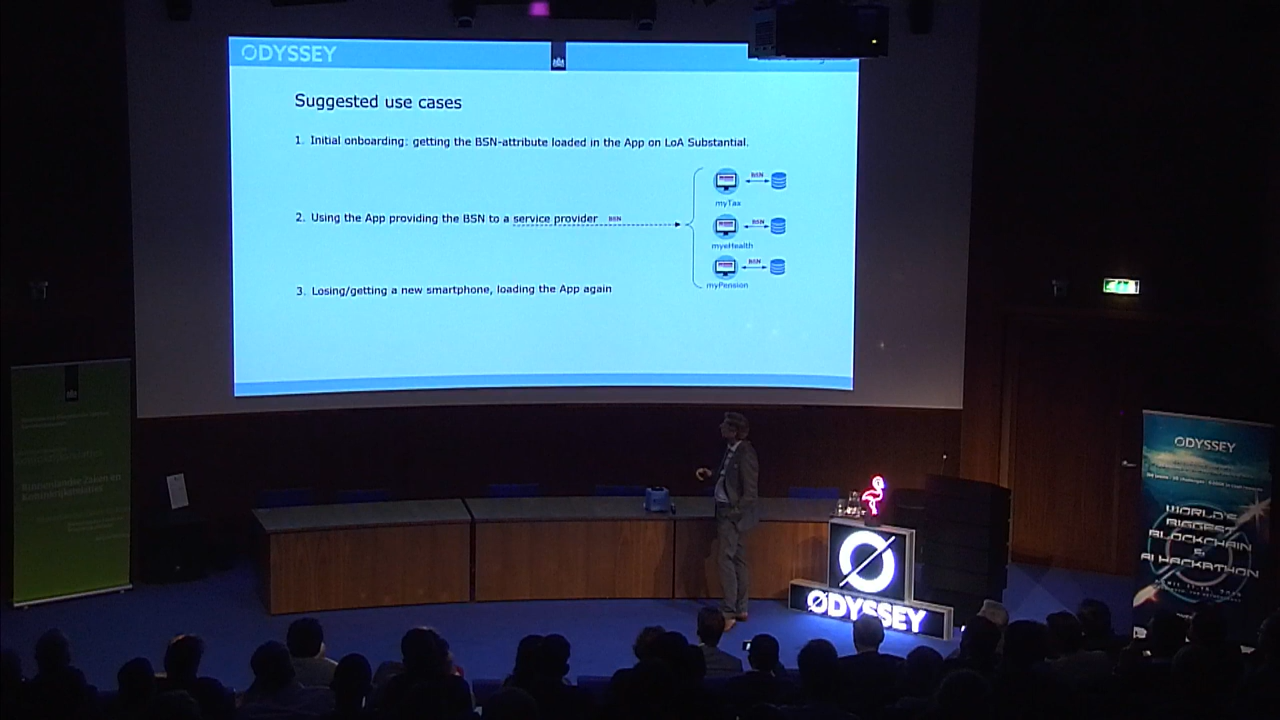 ODYSSEY
Suggested use cases
1. Initial onboarding: getting the BSN-attribute loaded in the App on LoA Substantial.
BSN
myTax
2. Using the App providing the BSN to a service provider BSN
BSN
myeHealth
BSN
myPension
3. Losing/getting a new smartphone, loading the App again
Binnenlandse Zaken en
Koninkrijksrelaties
ODYSSEY
ODYSSEY
WORLD'S
BIGGEST
BLOCKCHAIN
&
AI HACKATHON